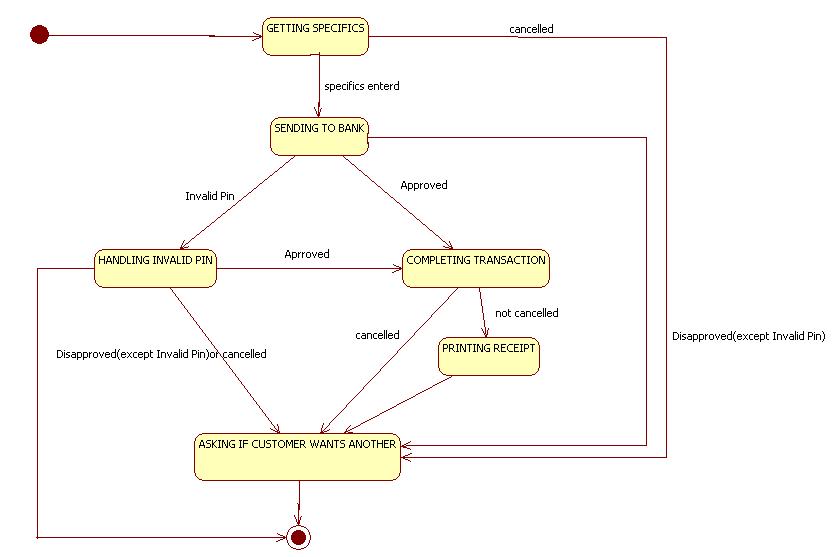 GETTING SPECIFICS
cancelled
specifics enterd
SENDING TO BANK
Invalid Pin
Approved
HANDLING INVALID PIN
Aprroved
COMPLETING TRANSACTION
not cancelled
cancelled
Disapproved(except Invalid Pin)
PRINTING RECEIPT
Disapproved(except Invalid Pin)or cancelled
ASKING IF CUSTOMER WANTS ANOTHER